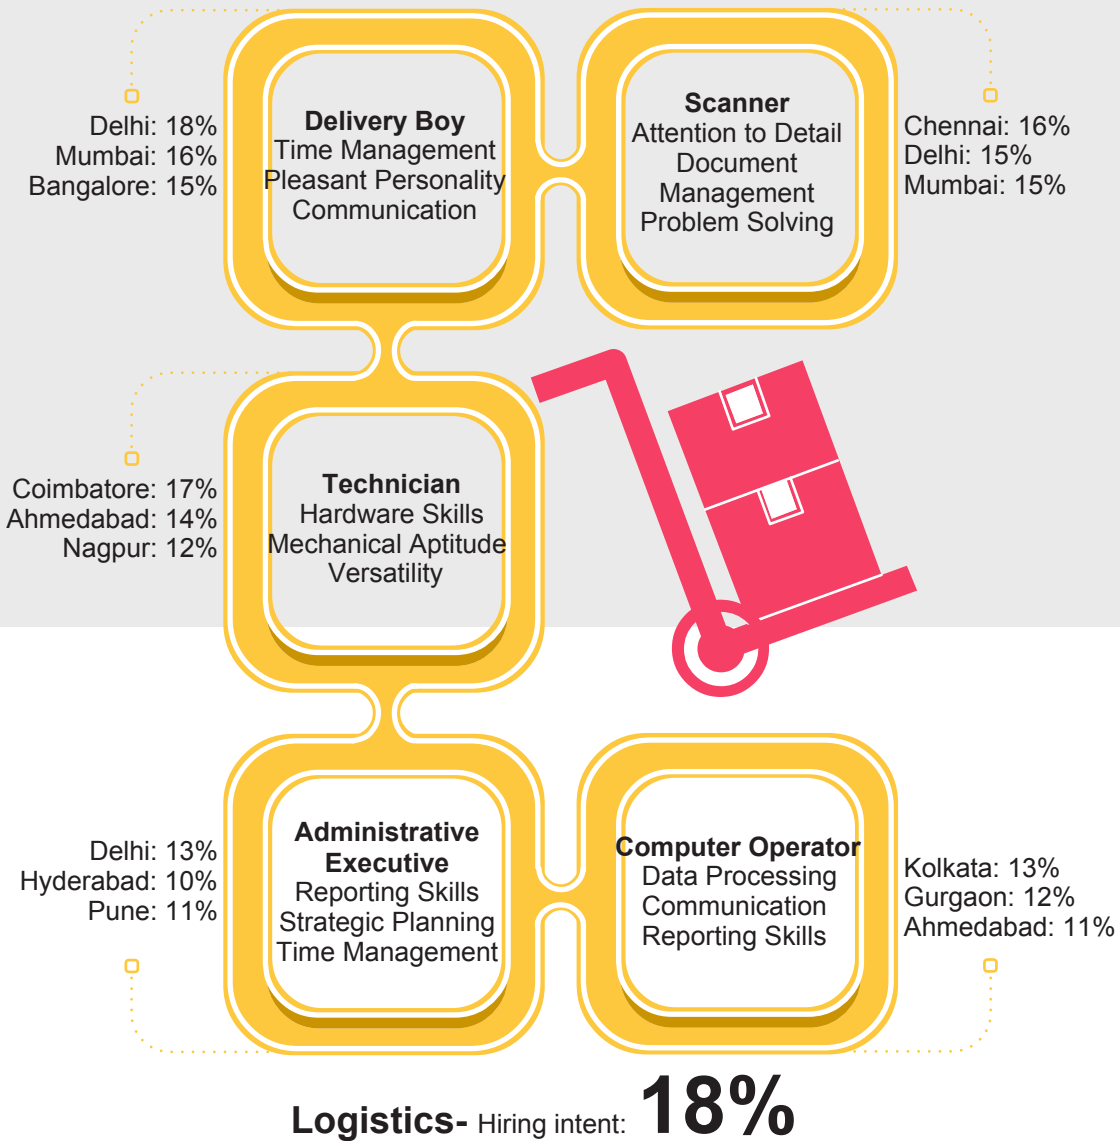 Delhi: 18%
Mumbai: 16%
Bangalore: 15%
Delivery Boy
Time Management
Pleasant Personality
Communication
Scanner
Attention to Detail
Document
Management
Problem Solving
Chennai: 16%
Delhi: 15%
Mumbai: 15%
Coimbatore: 17%
Ahmedabad: 14%
Nagpur: 12%
Technician
Hardware Skills
Mechanical Aptitude
Versatility
Delhi: 13%
Hyderabad: 10%
Pune: 11%
Administrative
Executive
Reporting Skills
Strategic Planning
Time Management
Computer Operator
Data Processing
Communication
Reporting Skills
Kolkata: 13%
Gurgaon: 12%
Ahmedabad: 11%
Logistics- Hiring intent: 18%